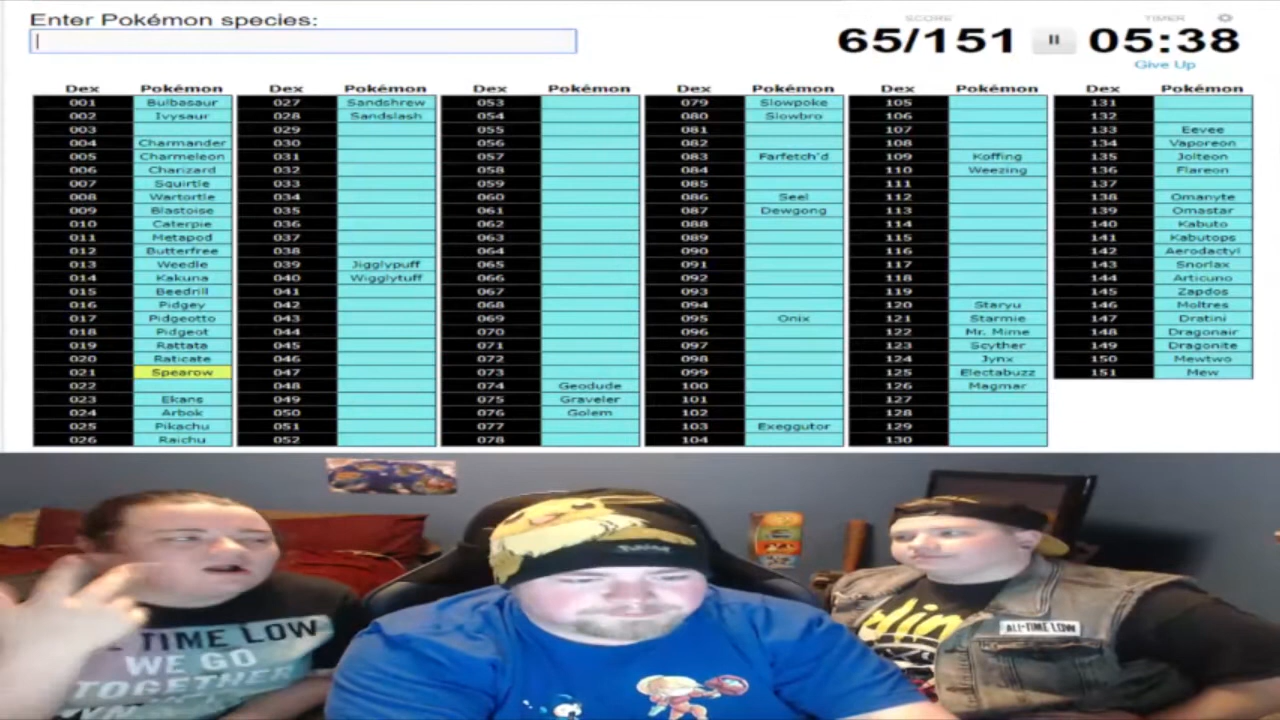 Enter Pokémon species:
SCORE
65/151
TIMER
05:38
Give Up
Dex Pokémon Dex Pokémon Dex Pokémon Dex Pokémon Dex Pokémon Dex Pokémon
001 Bulbasaur 027 Sandshrew 053 079 Slowpoke 105 131
002 Ivysaur 028 Sandslash 054 080 Slowbro 106 132
003 029 055 081 107 133 Eevee
004 Charmander 030 056 082 108 134 Vaporeon
005 Charmeleon 031 057 083 Farfetch'd 109 Koffing 135 Jolteon
006 Charizard 032 058 084 110 Weezing 136 Flareon
007 Squirtle 033 059 085 111 137
008 Wartortle 034 060 086 Seel 112 138 Omanyte
009 Blastoise 035 061 087 Dewgong 113 139 Omastar
010 Caterpie 036 062 088 114 140 Kabuto
011 Metapod 037 063 089 115 141 Kabutops
012 Butterfree 038 064 090 116 142 Aerodactyl
013 Weedle 039 Jigglypuff 065 091 117 143 Snorlax
014 Kakuna 040 Wigglytuff 066 092 118 144 Articuno
015 Beedrill 041 067 093 119 145 Zapdos
016 Pidgey 042 068 094 120 Staryu 146 Moltres
017 Pidgeotto 043 069 095 Onix 121 Starmie 147 Dratini
018 Pidgeot 044 070 096 122 Mr. Mime 148 Dragonair
019 Rattata 045 071 097 123 Scyther 149 Dragonite
020 Raticate 046 072 098 124 Jynx 150 Mewtwo
021 Spearow 047 073 099 125 Electabuzz 151 Mew
022 048 074 Geodude 100 126 Magmar
023 Ekans 049 075 Graveler 101 127
024 Arbok 050 076 Golem 102 128
025 Pikachu 051 077 103 Exeggutor 129
026 Raichu 052 078 104 130
TIME LOW
WE GO
TOGETHER
ALL TIME LOW